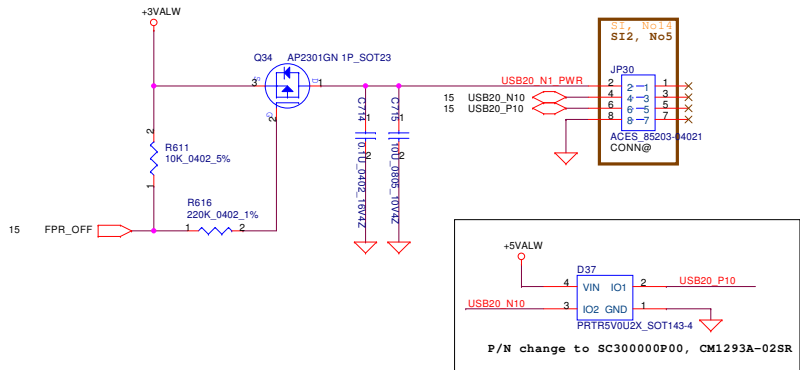 +3VALW
Q34 AP2301GN 1P_SOT23
3
S
D
1
G
2
USB20_N1_PWR
SI, No14
SI2, No5
JP30
2 2 1 1
4 4 3 3
6 6 5 5
8 8 7 7
ACES_85203-04021
CONN@
15 USB20_N10
15 USB20_P10
2
R611
10K_0402_5%
1
C714
0.1U_0402_16V4Z
1
2
C715
10U_0805_10V4Z
1
2
R616
220K_0402_1%
1 2
15 FPR_OFF
+5VALW
D37
4 VIN IO1 2
USB20_P10
USB20_N10
3 IO2 GND 1
PRTR5V0U2X_SOT143-4
P/N change to SC300000P00, CM1293A-02SR